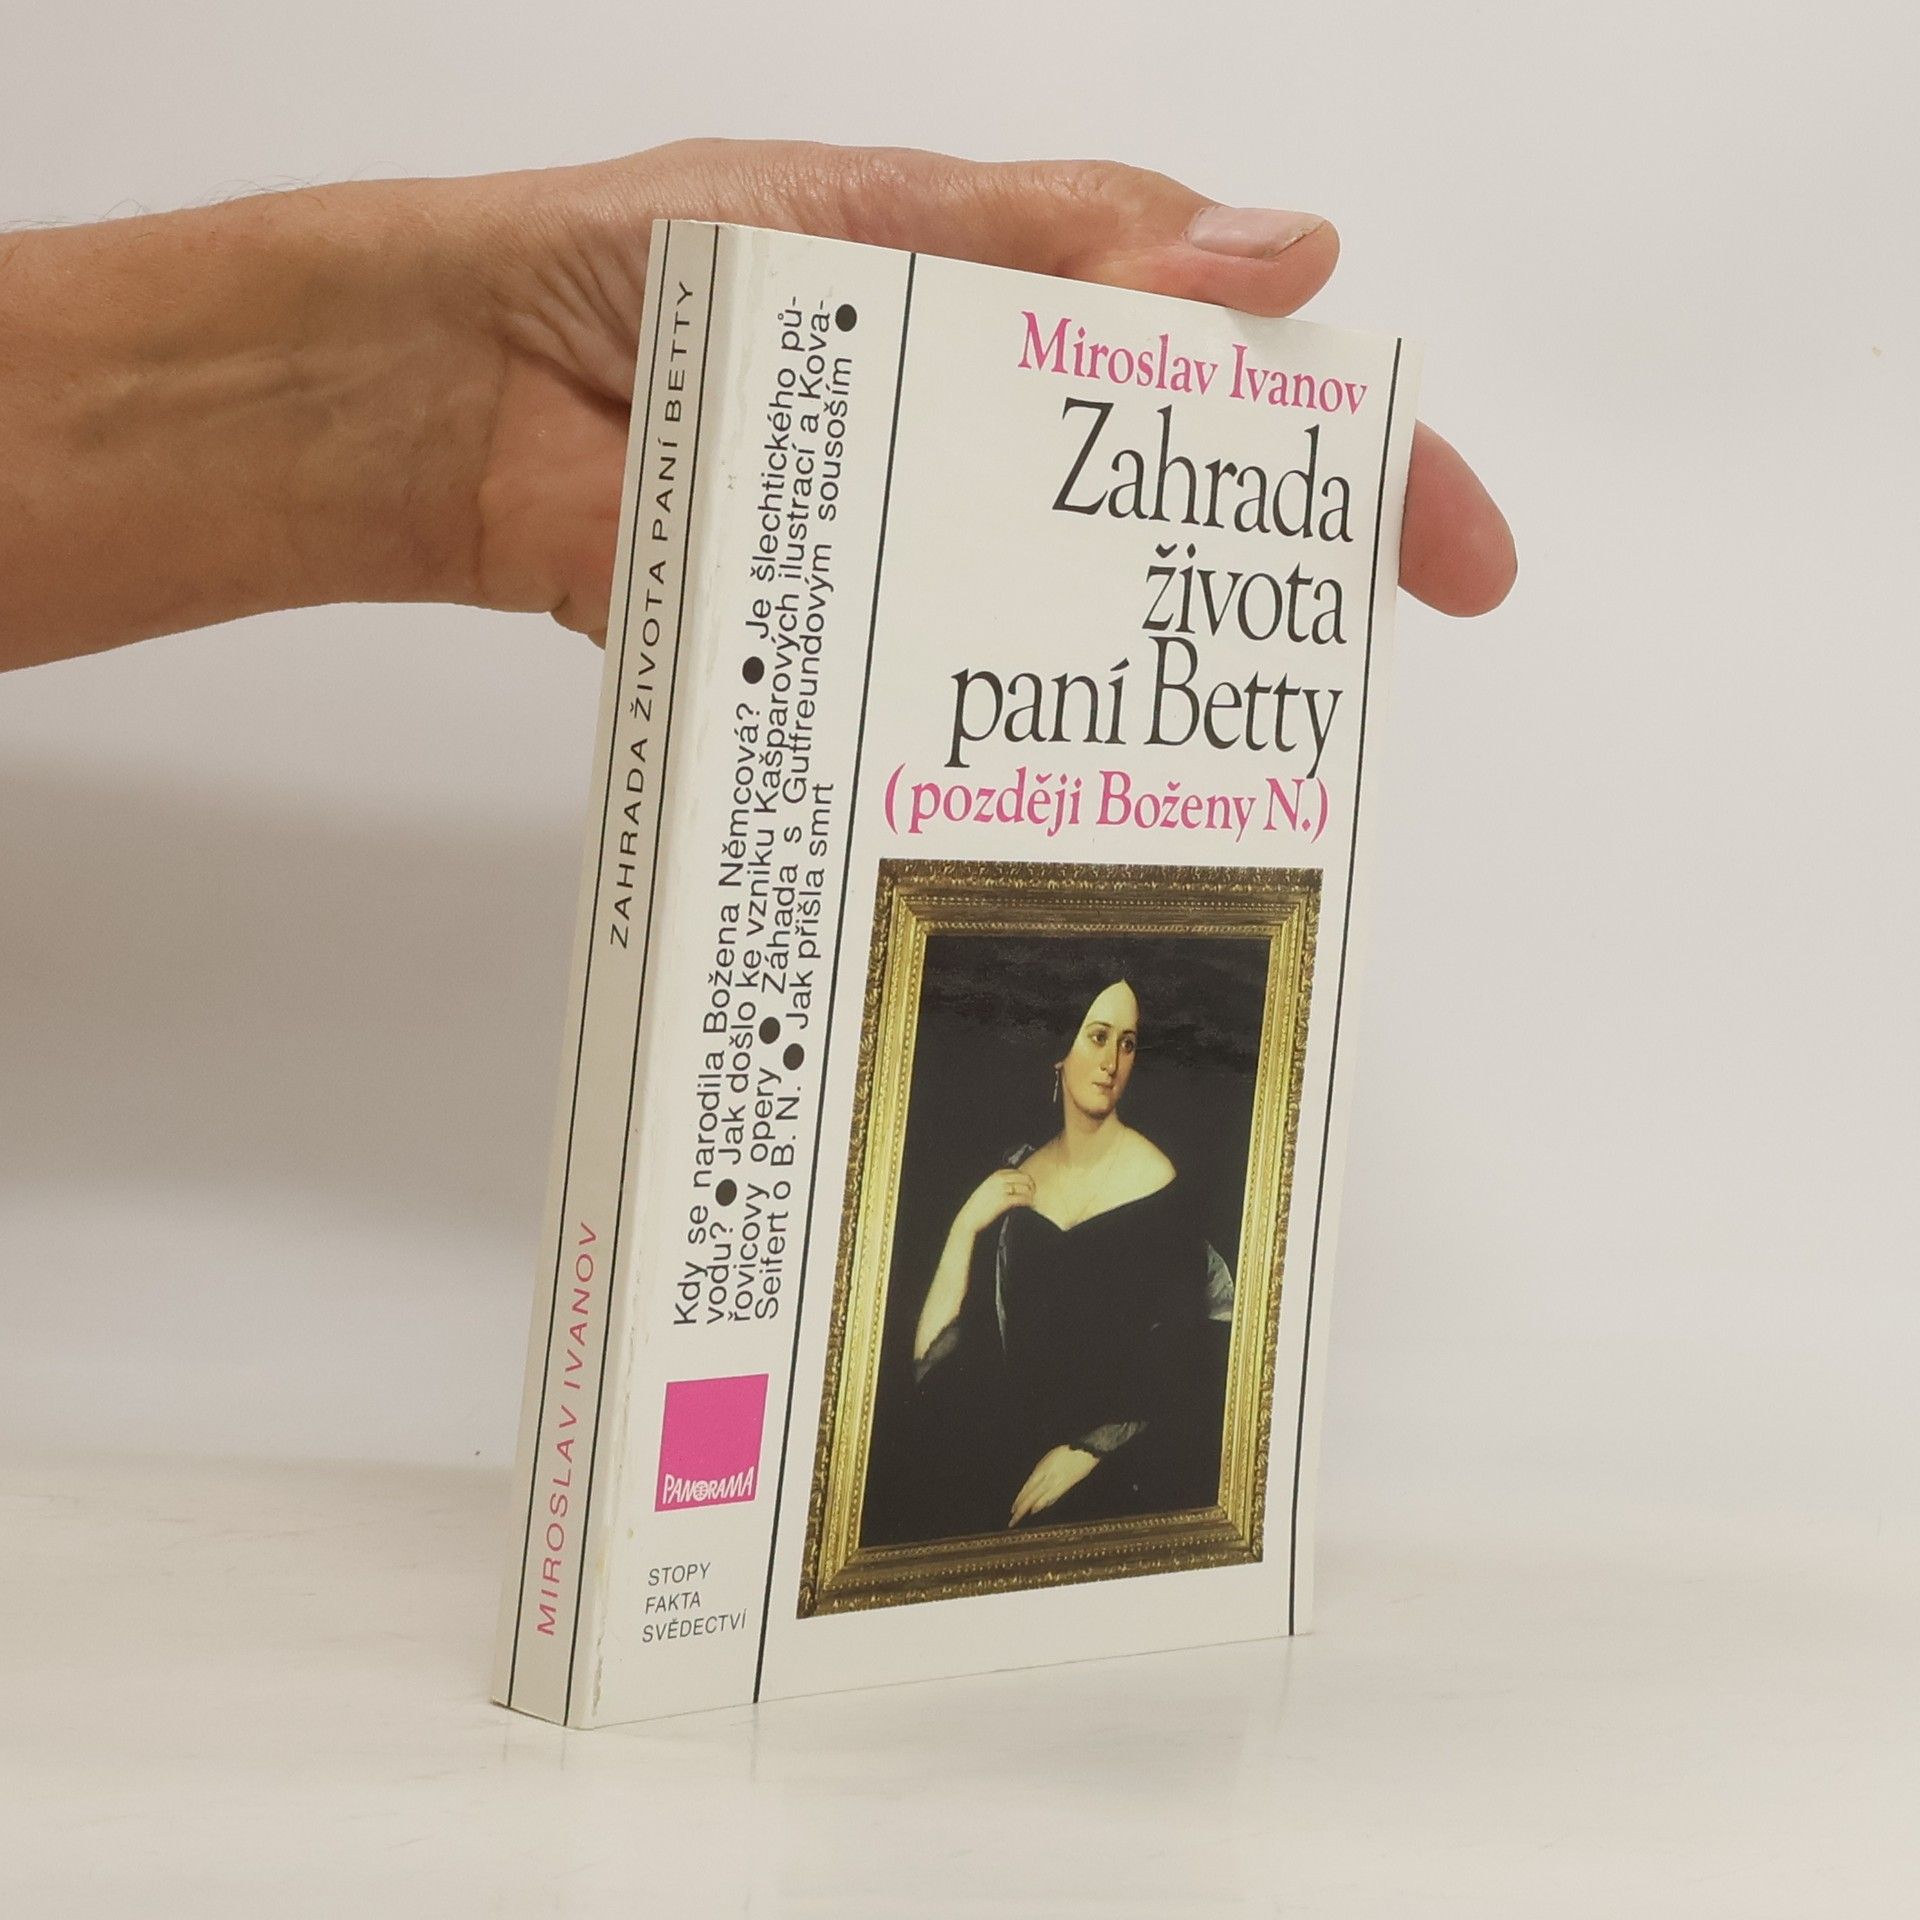 MIROSLAV IVANOV
ZAHRADA ŽIVOTA PANÍ BETTY
Kdy se narodila Božena Němcová? ● Je šlechtického pů-
vodu? ● Jak došlo ke vzniku Kašparových ilustrací a Kova-
řovicovy opery ● Záhada s Gutfreundovým sousoším ●
Seifert o B. N. ● Jak přišla smrt
PANORAMA
STOPY
FAKTA
SVĚDECTVÍ
Miroslav Ivanov
Zahrada
života
paní Betty
(později Boženy N.)